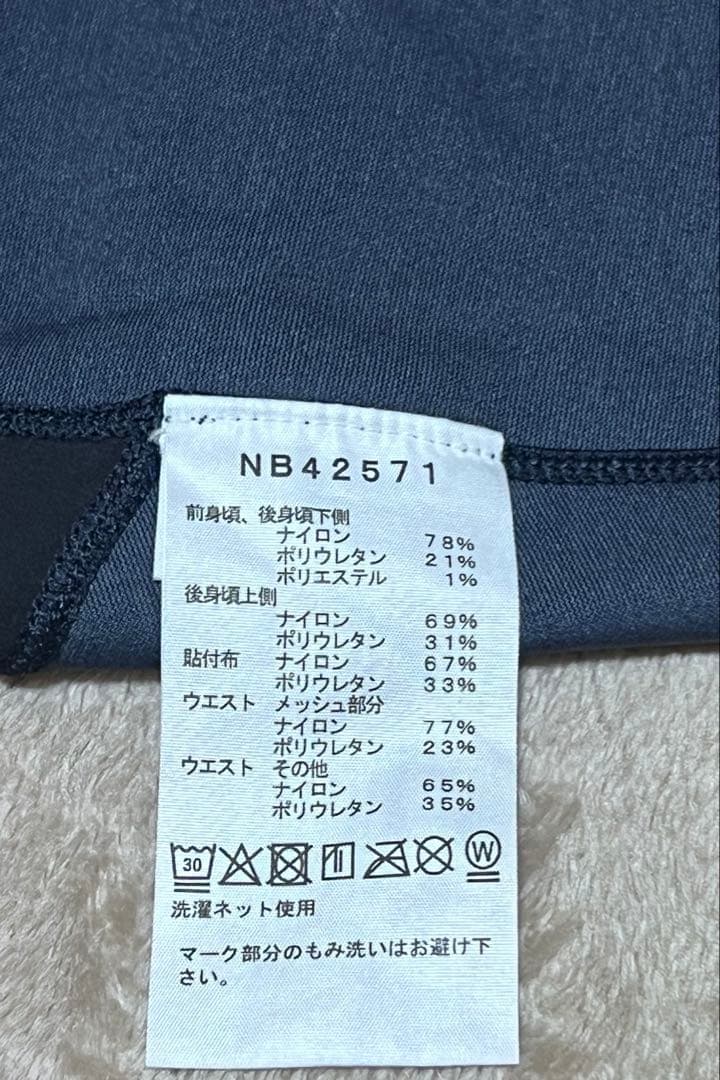 NB42571
前身頃、後身頃下側
ナイロン 78%
ポリウレタン 21%
ポリエステル 1%
後身頃上側
ナイロン 69%
ポリウレタン 31%
貼付布 ナイロン 67%
ポリウレタン 33%
ウエスト メッシュ部分
ナイロン 77%
ポリウレタン 23%
ウエスト その他
ナイロン 65%
ポリウレタン 35%
30 W
洗濯ネット使用
マーク部分のもみ洗いはお避け下
さい。